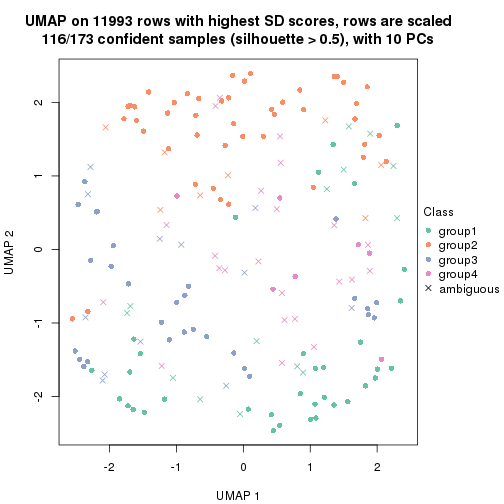 UMAP on 11993 rows with highest SD scores, rows are scaled
116/173 confident samples (silhouette > 0.5), with 10 PCs
2
1
0
-1
-2
UMAP 2
-2
-1
0
1
2
UMAP 1
Class
group1
group2
group3
group4
ambiguous